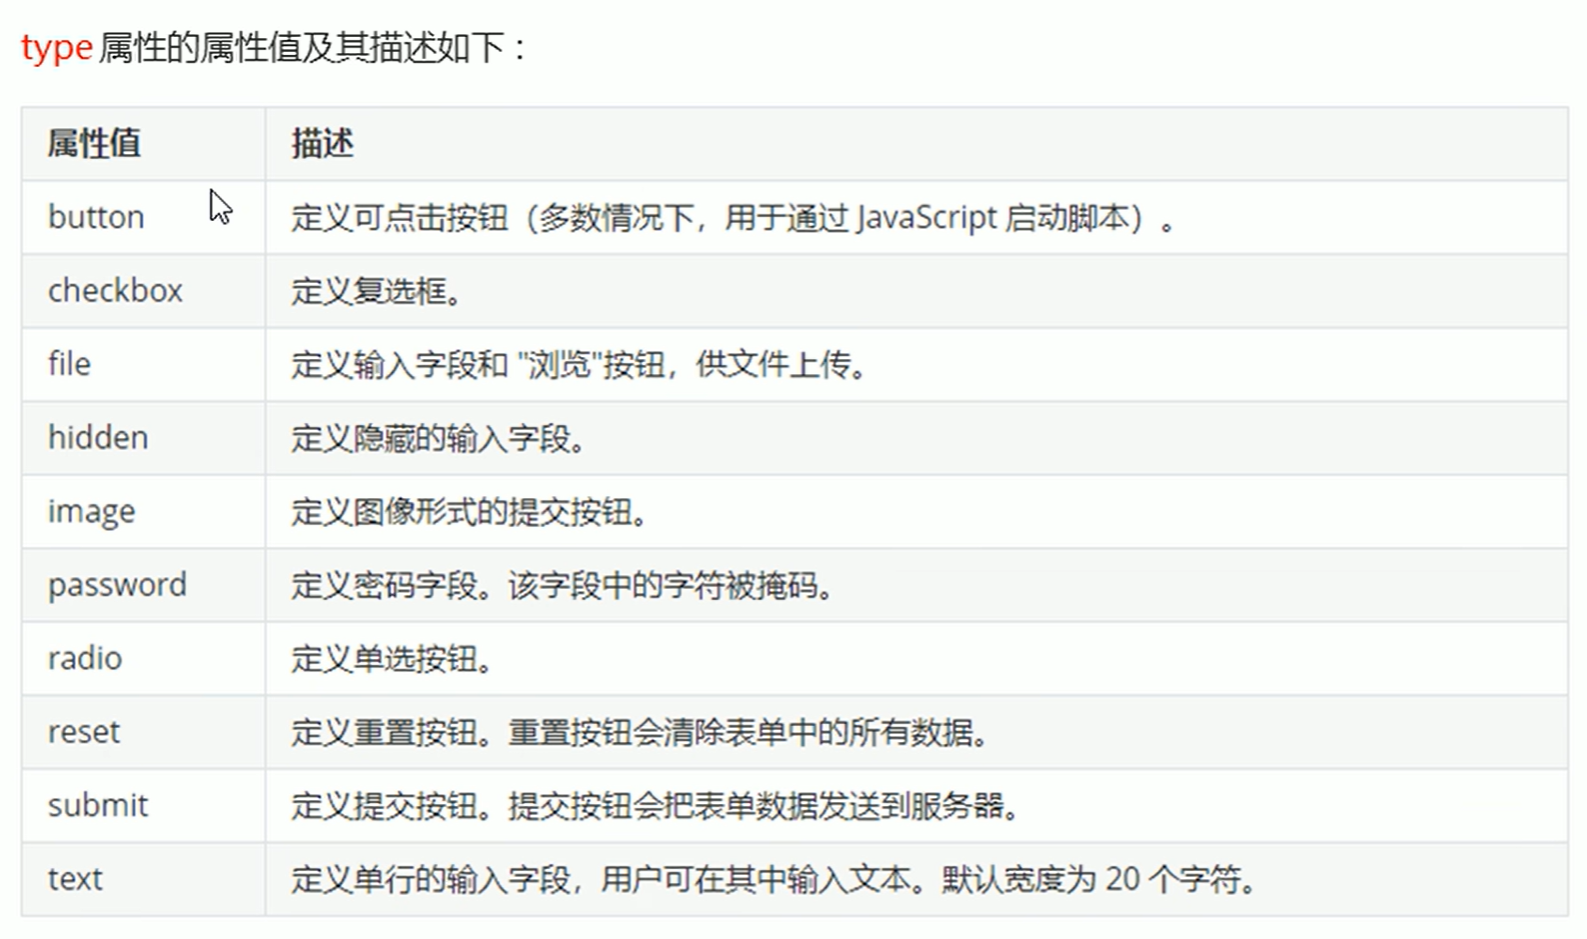 type 属性的属性值及其描述如下：
属性值 描述
button 定义可点击按钮（多数情况下，用于通过 JavaScript 启动脚本）。
checkbox 定义复选框。
file 定义输入字段和 "浏览"按钮，供文件上传。
hidden 定义隐藏的输入字段。
image 定义图像形式的提交按钮。
password 定义密码字段。该字段中的字符被掩码。
radio 定义单选按钮。
reset 定义重置按钮。重置按钮会清除表单中的所有数据。
submit 定义提交按钮。提交按钮会把表单数据发送到服务器。
text 定义单行的输入字段，用户可在其中输入文本。默认宽度为 20 个字符。